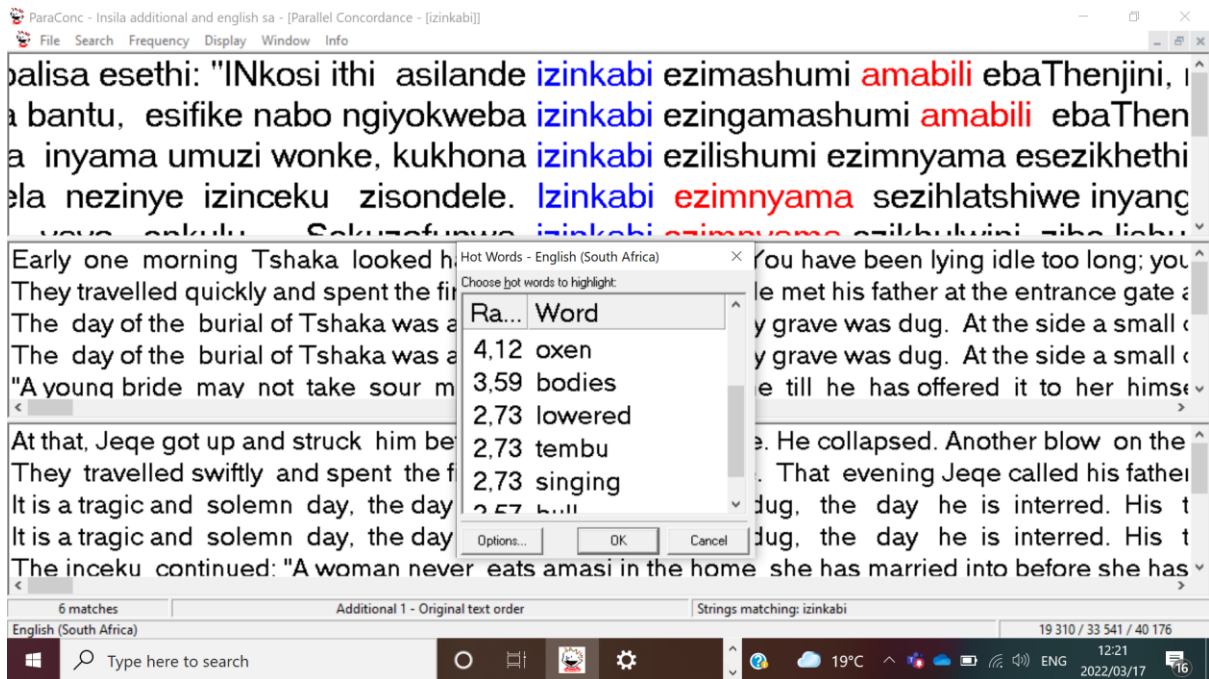 ParaConc - Insila additional and english sa - [Parallel Concordance - [izinkabi]]
File Search Frequency Display Window Info
palisa esethi: "INkosi ithi asilande izinkabi ezimashumi amabili ebaThenjini,
a bantu, esifike nabo ngiyokweba izinkabi ezingamashumi amabili ebaThen
a inyama umuzi wonke, kukhona izinkabi ezilishumi ezimnyama esezikhethi
ela nezinye izinceku zisondele. Izinkabi ezimnyama sezihlatshiwe inyang
izinkabi ezimnyama
Early one morning Tshaka looked h You have been lying idle too long; you
They travelled quickly and spent the fir le met his father at the entrance gate a
The day of the burial of Tshaka was a y grave was dug. At the side a small
The day of the burial of Tshaka was a y grave was dug. At the side a small
"A young bride may not take sour m e till he has offered it to her himse
Hot Words - English (South Africa)
Choose hot words to highlight:
Ra... Word
4,12 oxen
3,59 bodies
2,73 lowered
2,73 tembu
2,73 singing
2,57 bull
Options... OK Cancel
At that, Jeqe got up and struck him be e. He collapsed. Another blow on the
They travelled swiftly and spent the f . That evening Jeqe called his father
It is a tragic and solemn day, the day dug, the day he is interred. His t
It is a tragic and solemn day, the day dug, the day he is interred. His t
The inceku continued: "A woman never eats amasi in the home she has married into before she has
6 matches Additional 1 - Original text order Strings matching: izinkabi
English (South Africa) 19 310 / 33 541 / 40 176
Type here to search 19°C ENG 12:21
2022/03/17 16